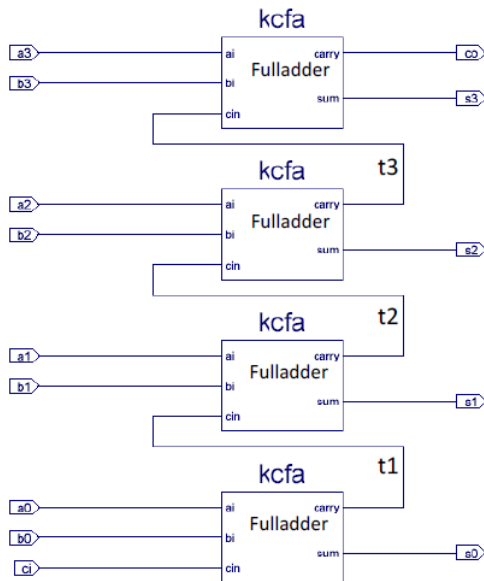 kcfa
a3 ai carry co
Fulladder
b3 bi
sum s3
cin
t3
kcfa
a2 ai carry
Fulladder
b2 bi
sum s2
cin
t2
kcfa
a1 ai carry
Fulladder
b1 bi
sum s1
cin
t1
kcfa
a0 ai carry
Fulladder
b0 bi
ci cin sum s0